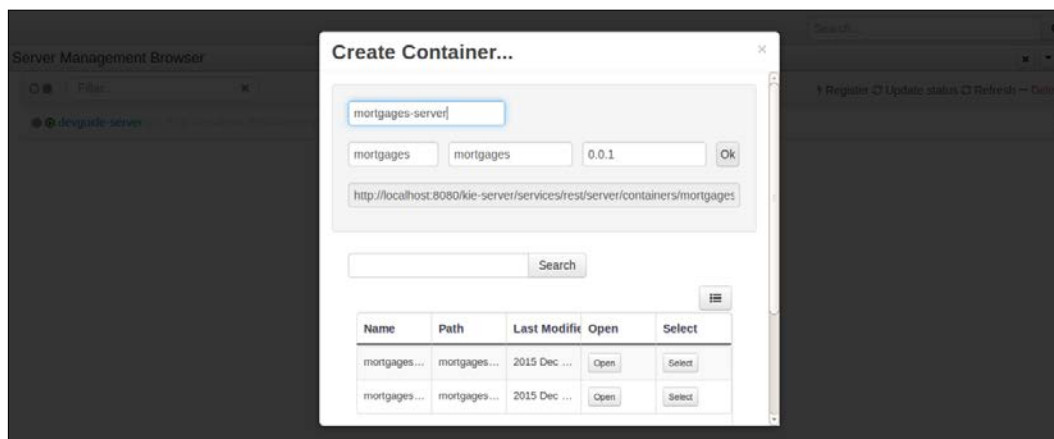 Search...
Server Management Browser
Create Container...
×
Filter...
Register Update status Refresh
devguide-server
mortgages-server
mortgages mortgages 0.0.1 Ok
http://localhost:8080/kie-server/services/rest/server/containers/mortgages
Search
Name Path Last Modifie Open Select
mortgages... mortgages... 2015 Dec ... Open Select
mortgages... mortgages... 2015 Dec ... Open Select